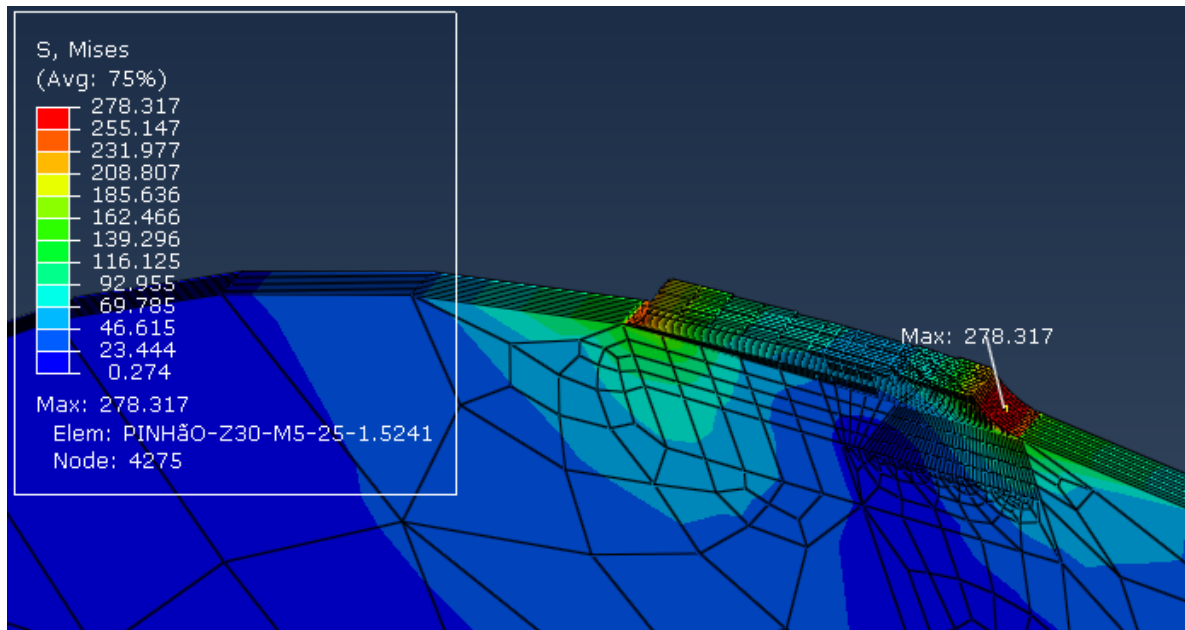 S, Mises
(Avg: 75%)
278.317
255.147
231.977
208.807
185.636
162.466
139.296
116.125
92.955
69.785
46.615
23.444
0.274
Max: 278.317
Elem: PINHãO-Z30-M5-25-1.5241
Node: 4275
Max: 278.317